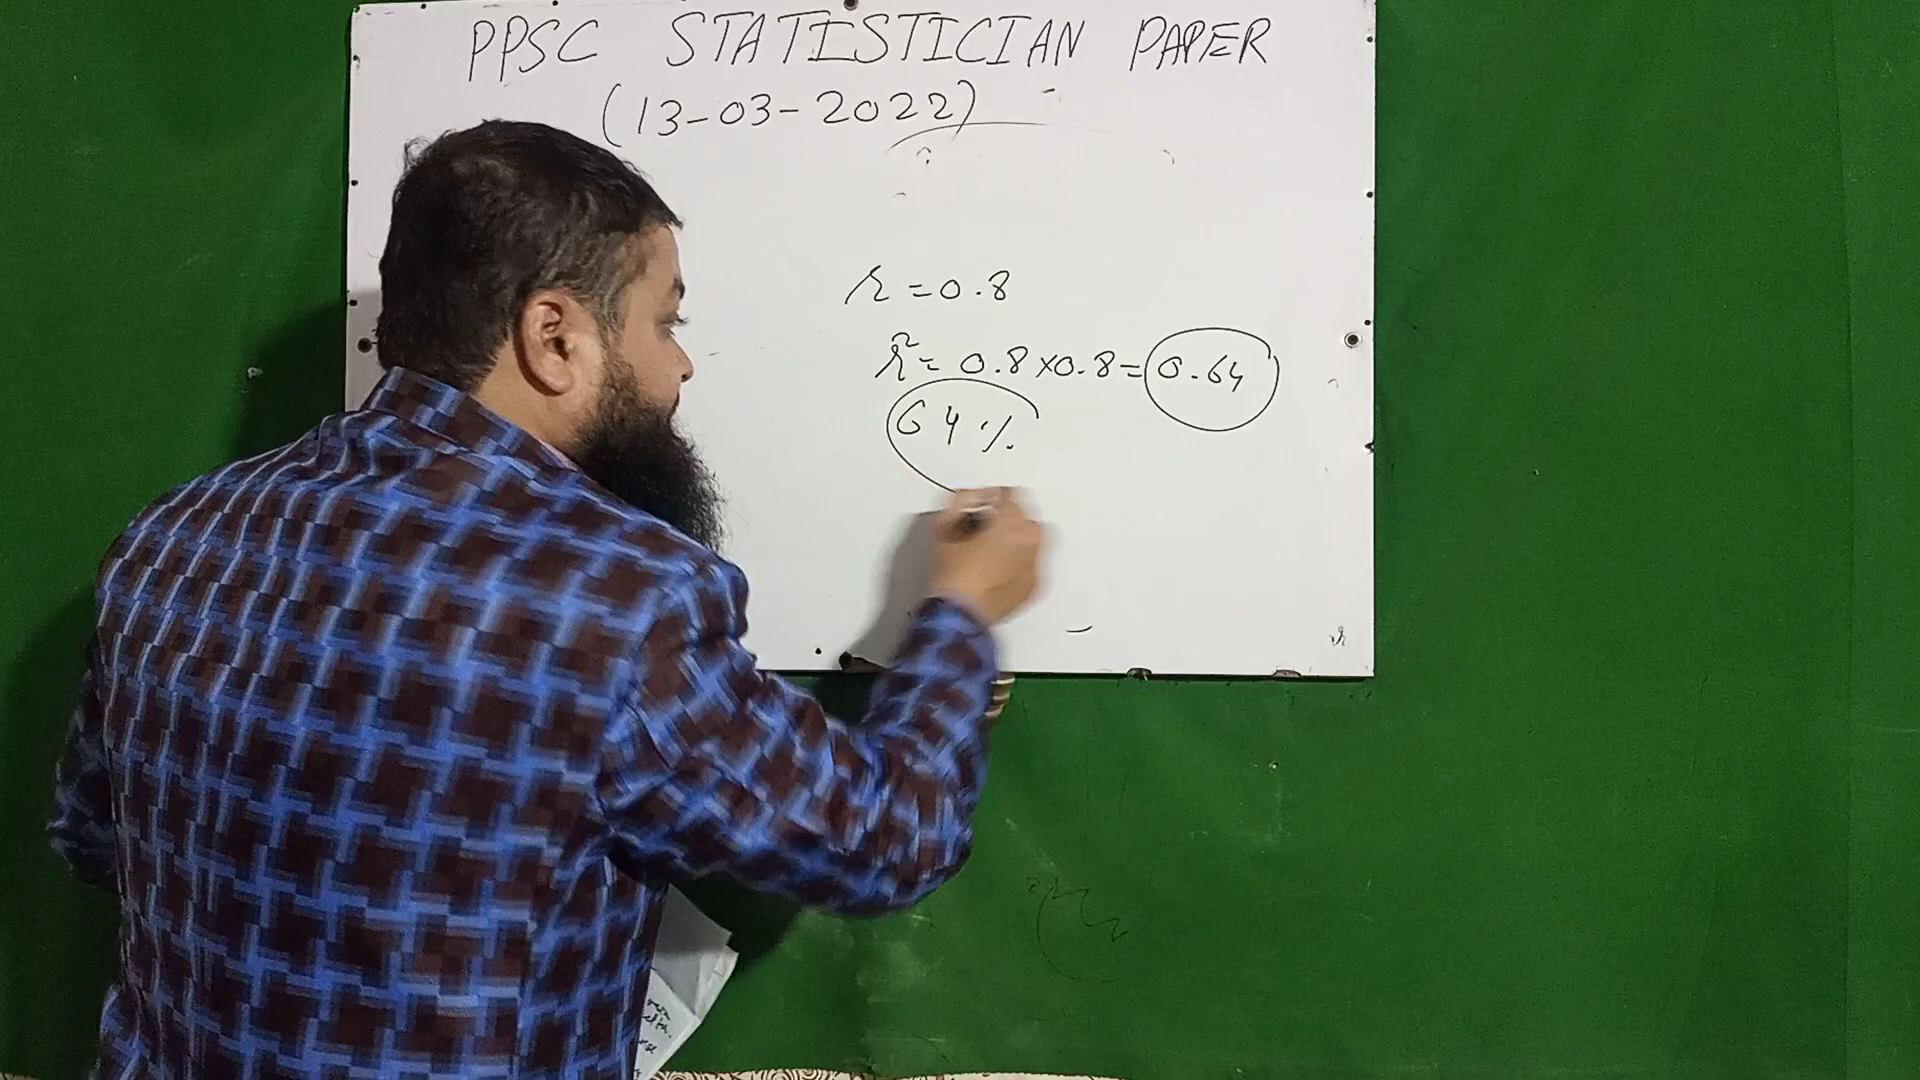 PPSC STATISTICIAN PAPER
(13-03-2022)
r = 0.8
r² = 0.8 x 0.8 = 0.64
64 %